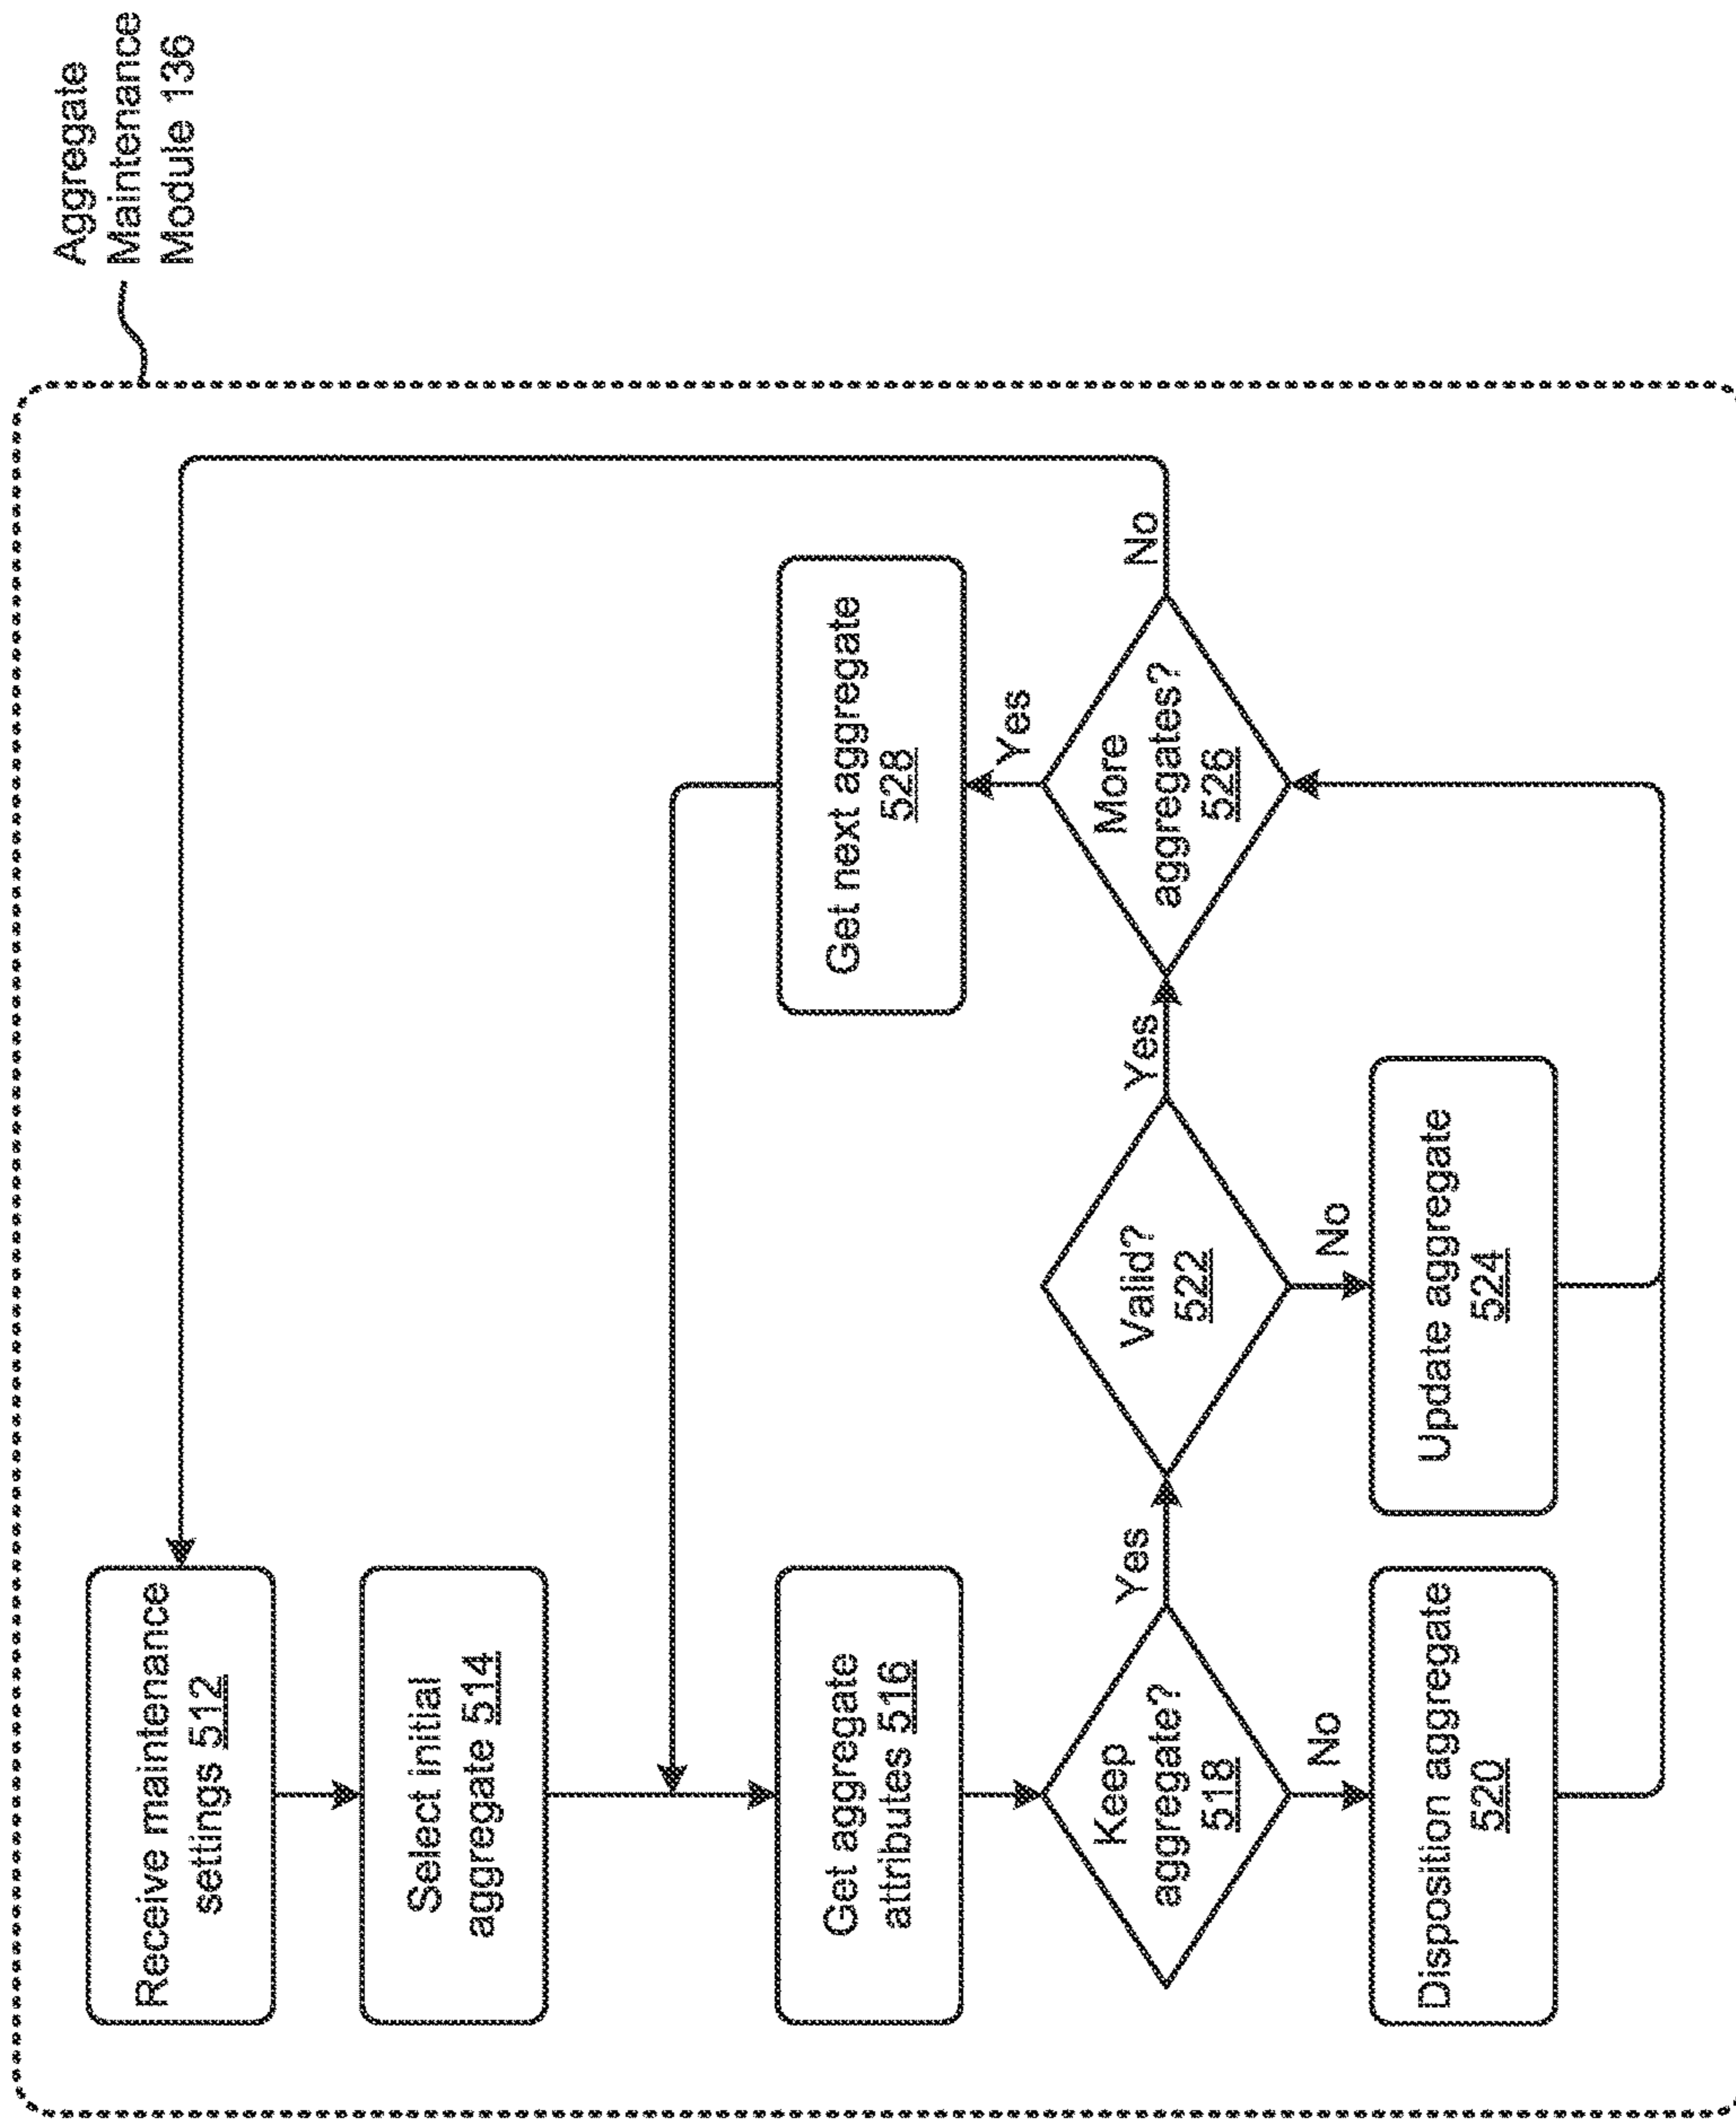 Aggregate
Maintenance
Module 136
Receive maintenance
settings 512
Select initial
aggregate 514
Get aggregate
attributes 516
Keep
aggregate?
518
Yes
No
Disposition aggregate
520
Valid?
522
Yes
No
Update aggregate
524
More
aggregates?
526
Yes
No
Get next aggregate
528